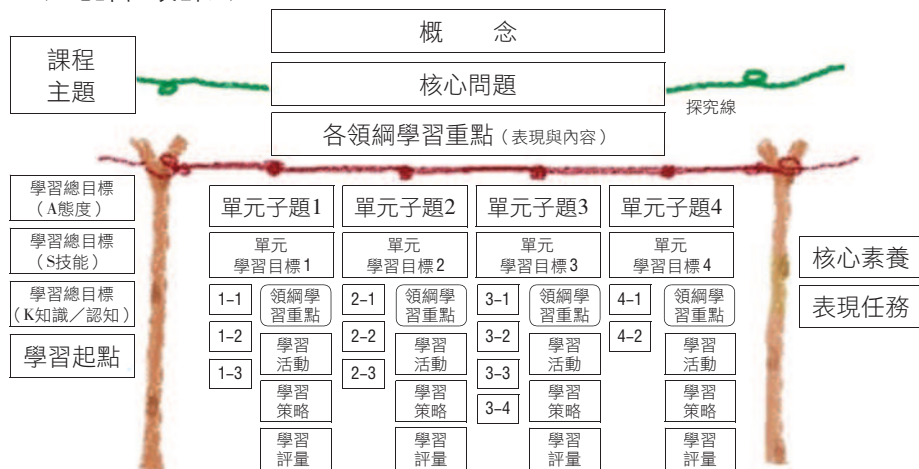 概 念
課程
主題
核心問題
探究線
各領綱學習重點（表現與內容）
學習總目標
（A態度）
學習總目標
（S技能）
學習總目標
（K知識／認知）
學習起點
單元子題1
單元
學習目標1
1-1
1-2
1-3
領綱學
習重點
學習
活動
學習
策略
學習
評量
單元子題2
單元
學習目標2
2-1
2-2
2-3
領綱學
習重點
學習
活動
學習
策略
學習
評量
單元子題3
單元
學習目標3
3-1
3-2
3-3
3-4
領綱學
習重點
學習
活動
學習
策略
學習
評量
單元子題4
單元
學習目標4
4-1
4-2
領綱學
習重點
學習
活動
學習
策略
學習
評量
核心素養
表現任務